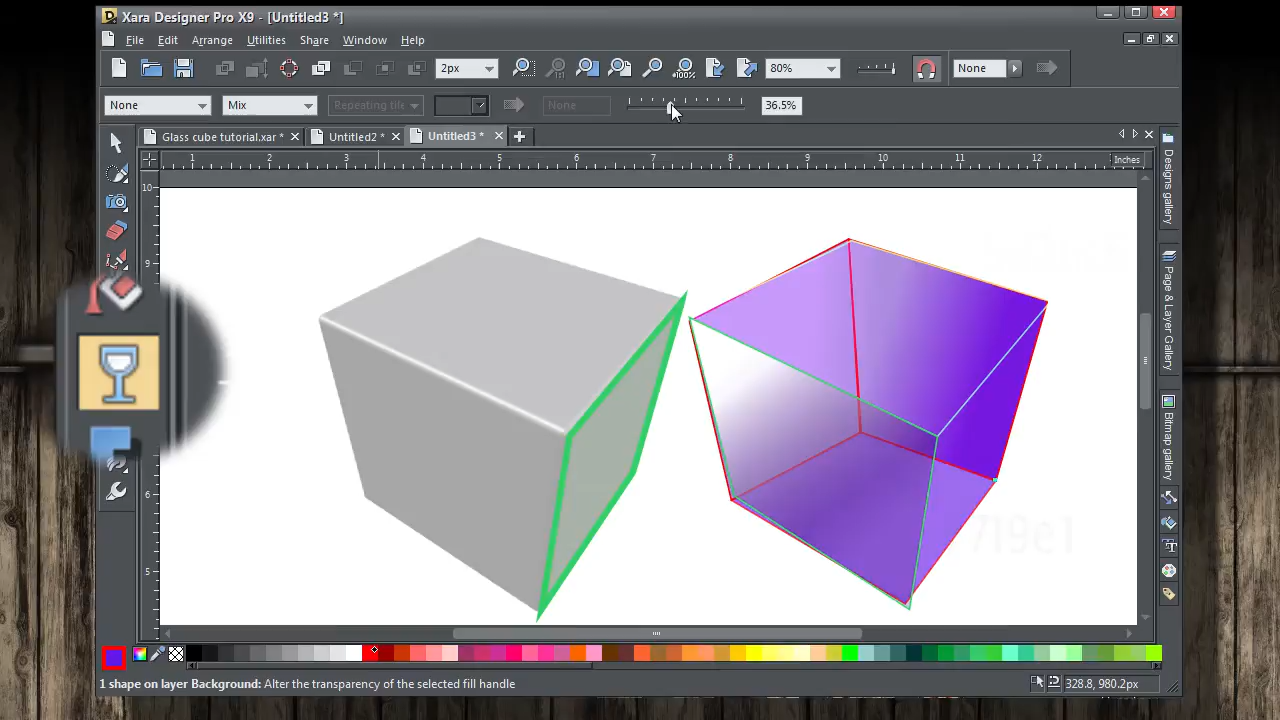 Xara Designer Pro X9 - [Untitled3 *]
File Edit Arrange Utilities Share Window Help
2px +100% 80% None
None Mix Repeating tile None 36.5%
Glass cube tutorial.xar * Untitled2 * Untitled3 *
1 2 3 4 5 6 7 8 9 10 11 12 Inches
10
9
6
5
Designs gallery
Page & Layer Gallery
Bitmap gallery
719e1
1 shape on layer Background: Alter the transparency of the selected fill handle
328.8, 980.2px